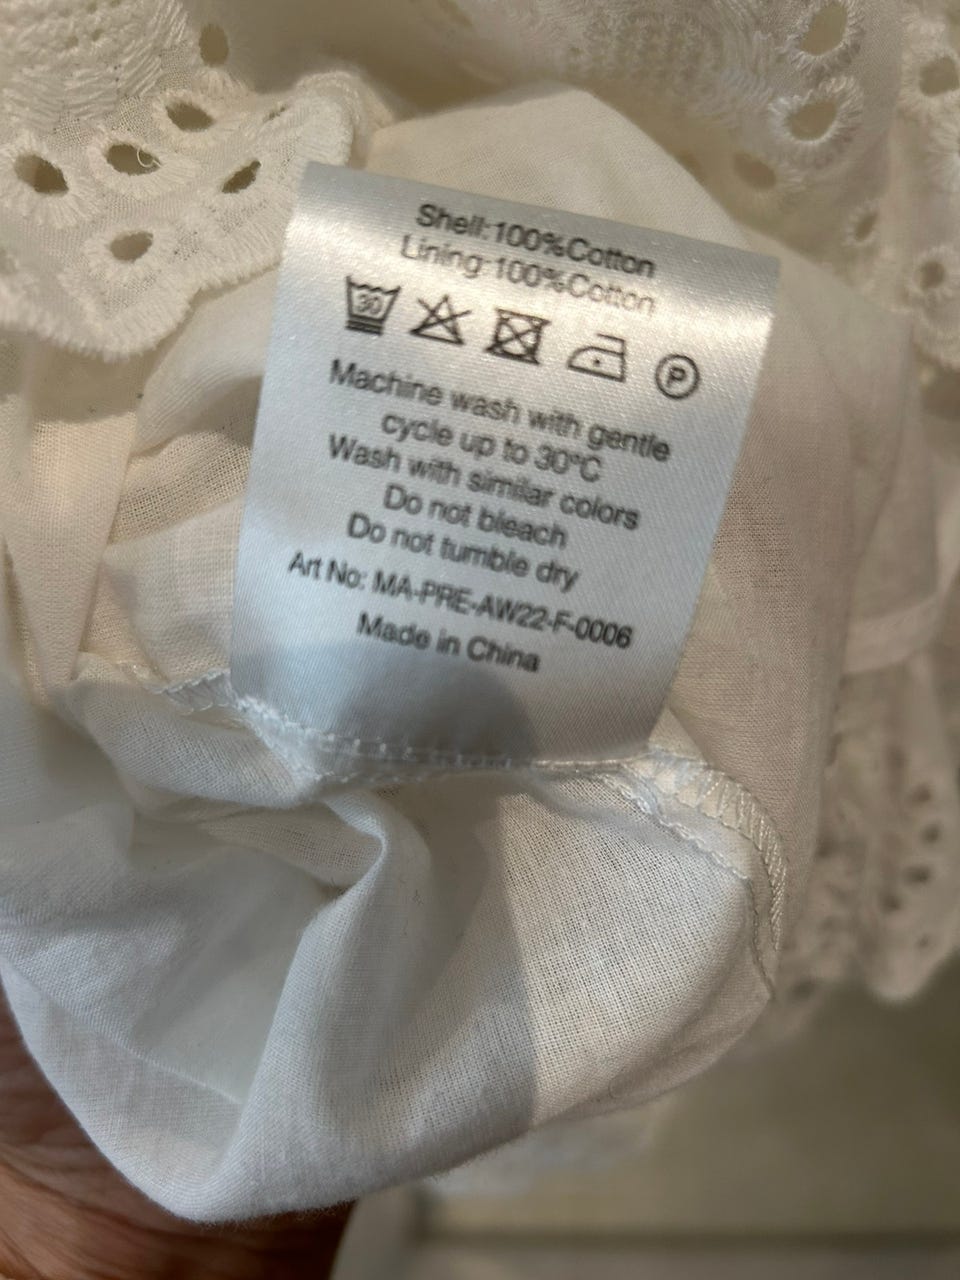 Shell:100%Cotton
Lining:100%Cotton
30 P
Machine wash with gentle
cycle up to 30°C
Wash with similar colors
Do not bleach
Do not tumble dry
Art No: MA-PRE-AW22-F-0006
Made in China